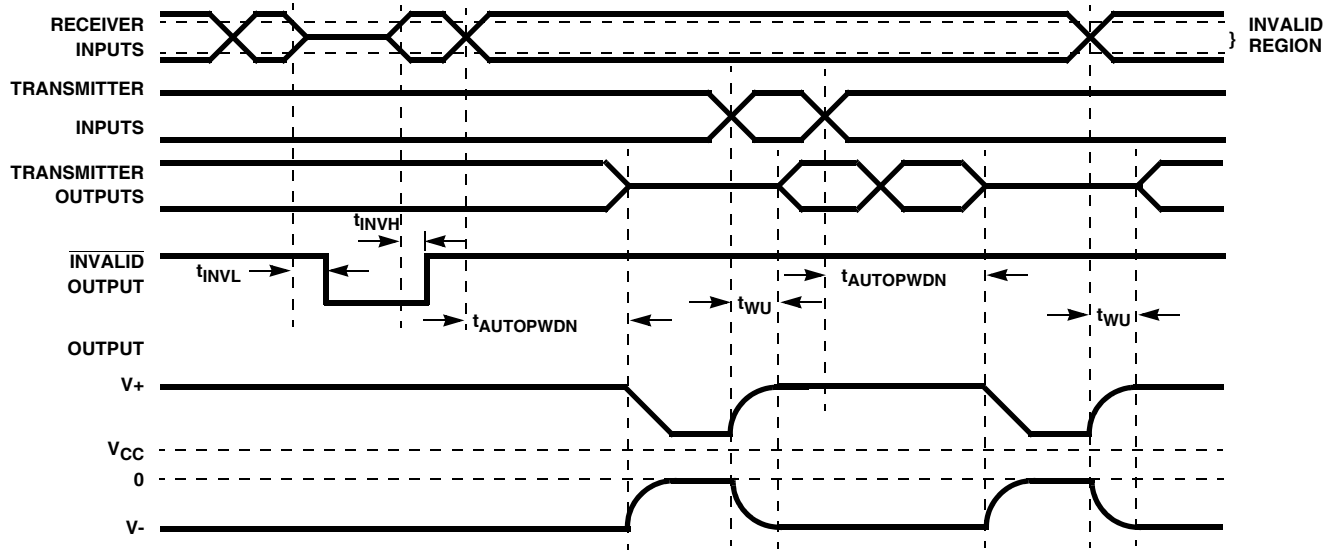 RECEIVER
INPUTS
} INVALID
REGION
TRANSMITTER
INPUTS
TRANSMITTER
OUTPUTS
tINVH
INVALID
OUTPUT
tINVL
tAUTOPWDN
tWU
tAUTOPWDN
tWU
OUTPUT
V+
VCC
0
V-